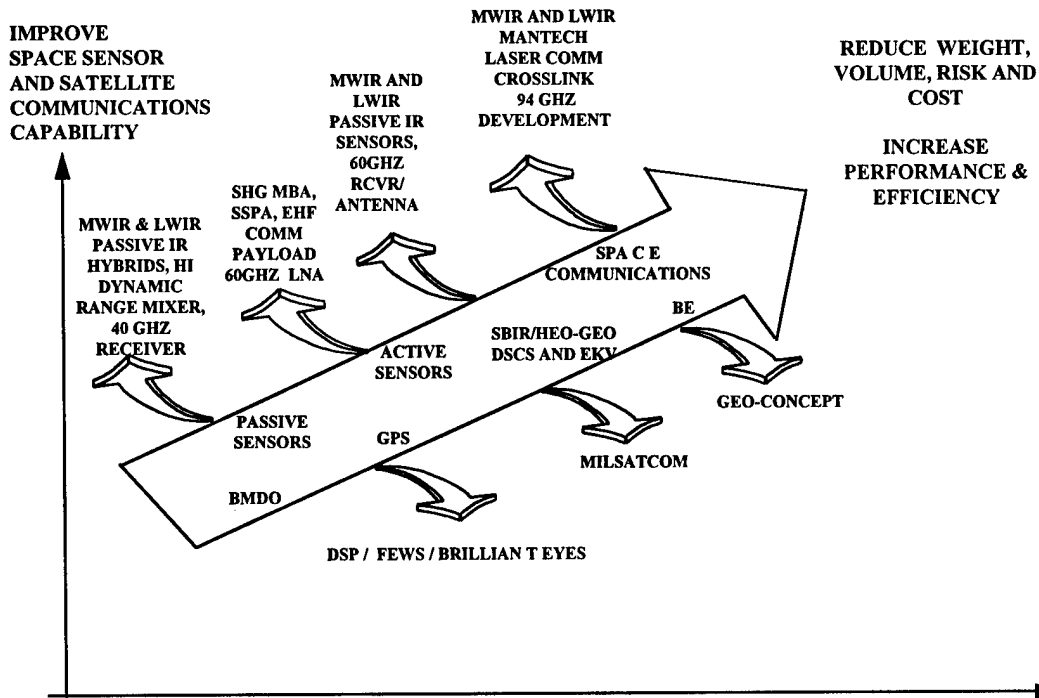 IMPROVE
SPACE SENSOR
AND SATELLITE
COMMUNICATIONS
CAPABILITY
MWIR & LWIR
PASSIVE IR
HYBRIDS, HI
DYNAMIC
RANGE MIXER,
40 GHZ
RECEIVER
SHG MBA,
SSPA, EHF
COMM
PAYLOAD
60GHZ LNA
MWIR AND
LWIR
PASSIVE IR
SENSORS,
60GHZ
RCVR/
ANTENNA
MWIR AND LWIR
MANTECH
LASER COMM
CROSSLINK
94 GHZ
DEVELOPMENT
REDUCE WEIGHT,
VOLUME, RISK AND
COST
INCREASE
PERFORMANCE &
EFFICIENCY
SPA C E
COMMUNICATIONS
ACTIVE
SENSORS
PASSIVE
SENSORS
BE
SBIR/HEO-GEO
DSCS AND EKV
GPS
BMDO
GEO-CONCEPT
MILSATCOM
DSP / FEWS / BRILLIAN T EYES